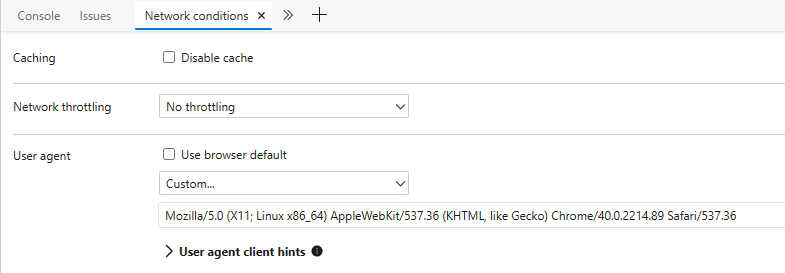 Console Issues Network conditions
Caching Disable cache
Network throttling No throttling
User agent Use browser default
Custom...
Mozilla/5.0 (X11; Linux x86_64) AppleWebKit/537.36 (KHTML, like Gecko) Chrome/40.0.2214.89 Safari/537.36
User agent client hints